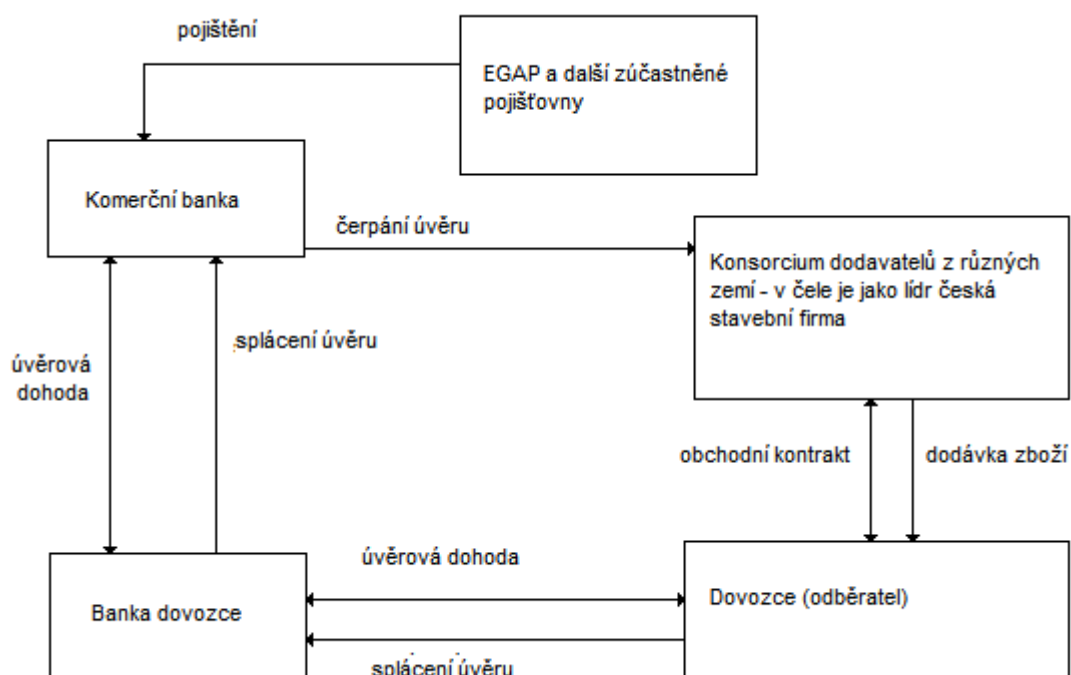 pojištění
EGAP a další zúčastněné
pojišťovny
Komerční banka
čerpání úvěru
Konsorcium dodavatelů z různých
zemí - v čele je jako lídr česká
stavební firma
splácení úvěru
úvěrová
dohoda
obchodní kontrakt
dodávka zboží
úvěrová dohoda
Banka dovozce
Dovozce (odběratel)
splácení úvěru